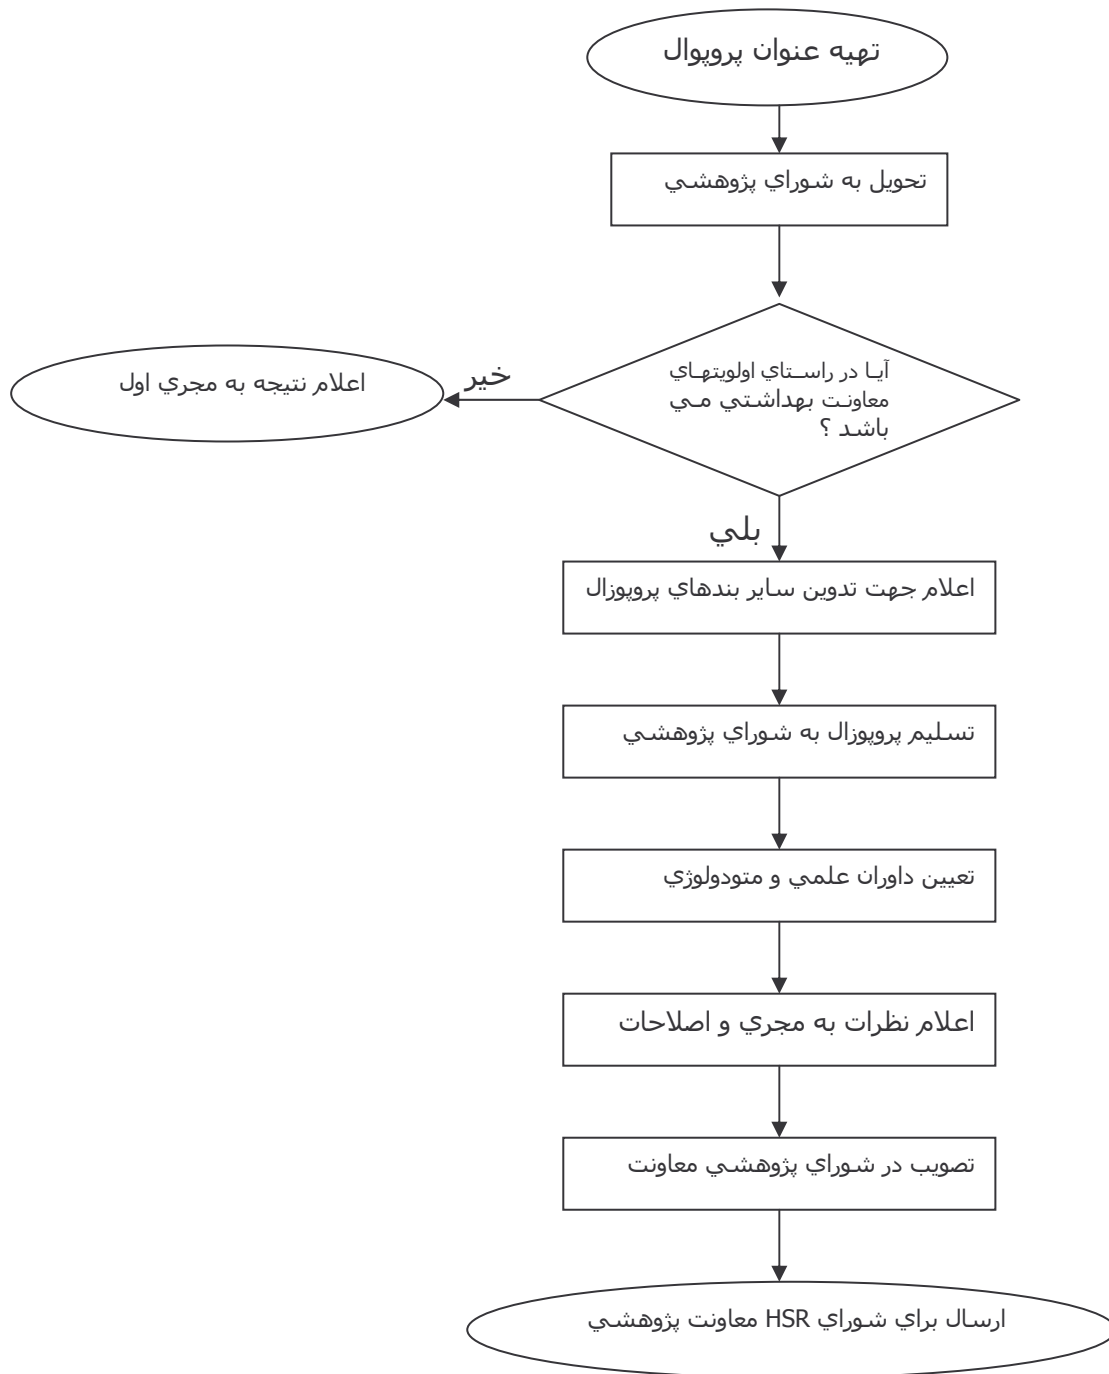 تهيه عنوان پروپوال
تحويل به شوراي پژوهشي
آيا در راستاي اولويتهاي
معاونت بهداشتي مي
باشد ؟
خير
اعلام نتيجه به مجري اول
بلي
اعلام جهت تدوين ساير بندهاي پروپوزال
تسليم پروپوزال به شوراي پژوهشي
تعيين داوران علمي و متودولوژي
اعلام نظرات به مجري و اصلاحات
تصويب در شوراي پژوهشي معاونت
ارسال براي شوراي HSR معاونت پژوهشي